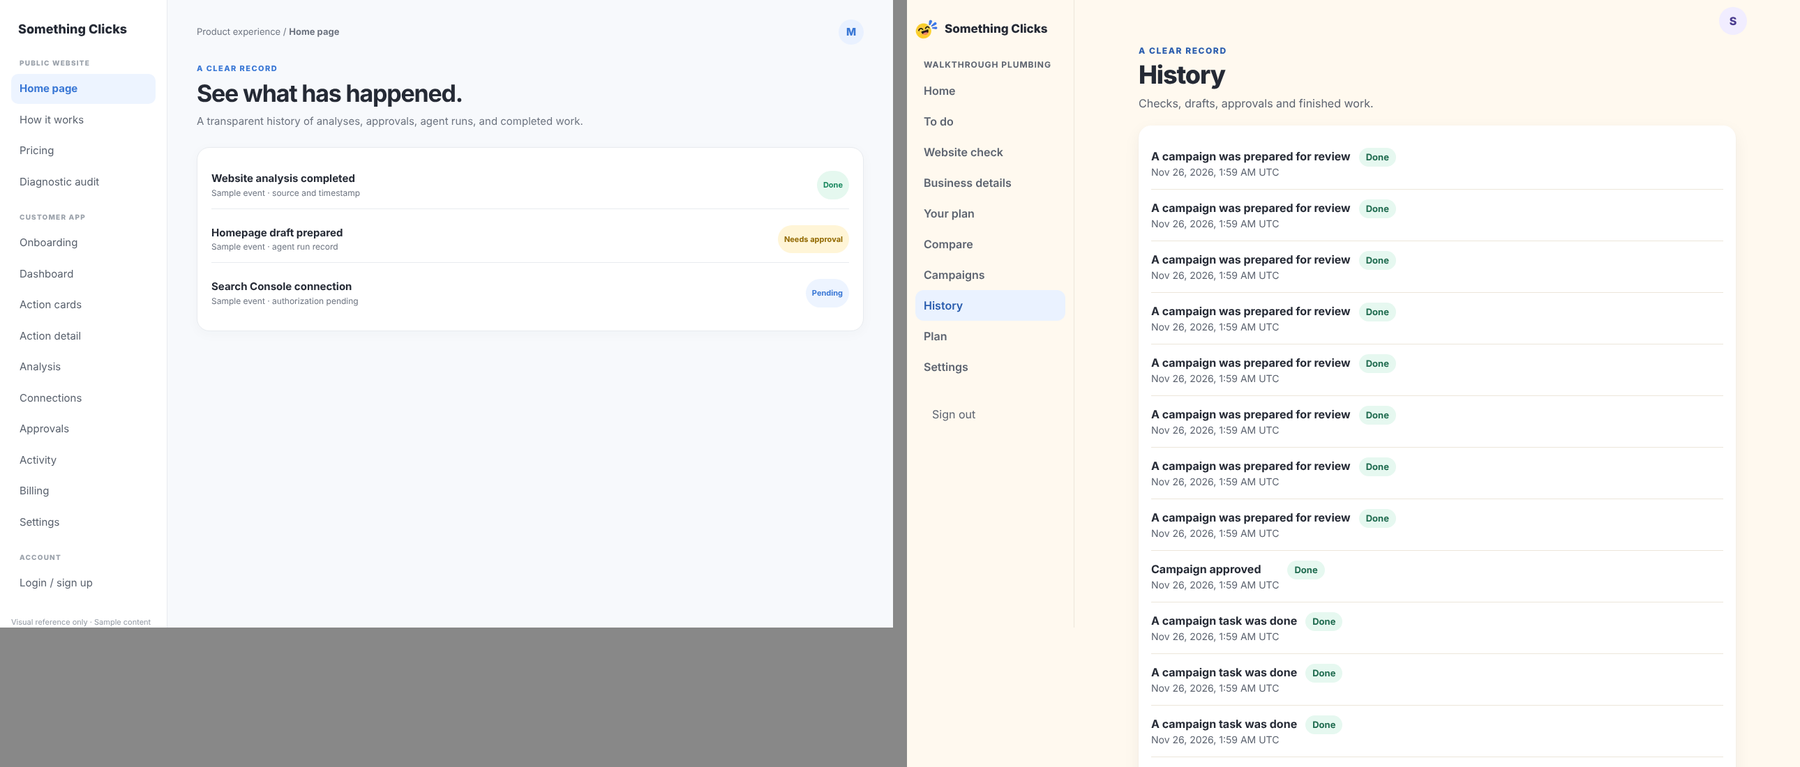 Something Clicks
PUBLIC WEBSITE
Home page
How it works
Pricing
Diagnostic audit
CUSTOMER APP
Onboarding
Dashboard
Action cards
Action detail
Analysis
Connections
Approvals
Activity
Billing
Settings
ACCOUNT
Login / sign up
Visual reference only · Sample content
Product experience / Home page
M
A CLEAR RECORD
See what has happened.
A transparent history of analyses, approvals, agent runs, and completed work.
Website analysis completed
Sample event · source and timestamp
Done
Homepage draft prepared
Sample event · agent run record
Needs approval
Search Console connection
Sample event · authorization pending
Pending
Something Clicks
WALKTHROUGH PLUMBING
Home
To do
Website check
Business details
Your plan
Compare
Campaigns
History
Plan
Settings
Sign out
S
A CLEAR RECORD
History
Checks, drafts, approvals and finished work.
A campaign was prepared for review Done
Nov 26, 2026, 1:59 AM UTC
A campaign was prepared for review Done
Nov 26, 2026, 1:59 AM UTC
A campaign was prepared for review Done
Nov 26, 2026, 1:59 AM UTC
A campaign was prepared for review Done
Nov 26, 2026, 1:59 AM UTC
A campaign was prepared for review Done
Nov 26, 2026, 1:59 AM UTC
A campaign was prepared for review Done
Nov 26, 2026, 1:59 AM UTC
A campaign was prepared for review Done
Nov 26, 2026, 1:59 AM UTC
A campaign was prepared for review Done
Nov 26, 2026, 1:59 AM UTC
Campaign approved Done
Nov 26, 2026, 1:59 AM UTC
A campaign task was done Done
Nov 26, 2026, 1:59 AM UTC
A campaign task was done Done
Nov 26, 2026, 1:59 AM UTC
A campaign task was done Done
Nov 26, 2026, 1:59 AM UTC